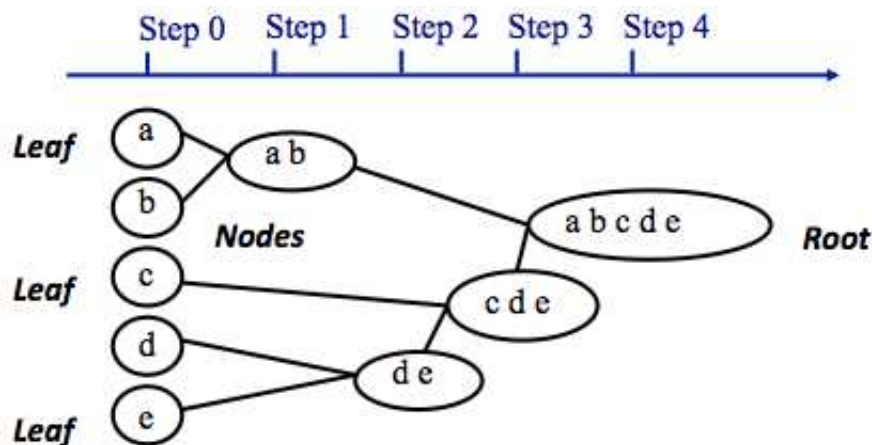 Step 0 Step 1 Step 2 Step 3 Step 4
a
Leaf
a b
b
a b c d e
Nodes
Root
c
Leaf
c d e
d
d e
e
Leaf